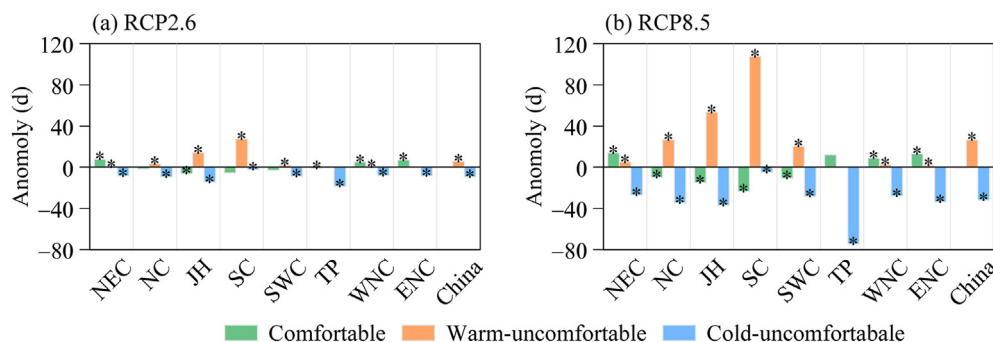 (a) RCP2.6
(b) RCP8.5
Anomoly (d)
120
80
40
0
−40
−80
NEC NC JH SC SWC TP WNC ENC China
Anomoly (d)
120
80
40
0
−40
−80
NEC NC JH SC SWC TP WNC ENC China
Comfortable Warm-uncomfortable Cold-uncomfortabale